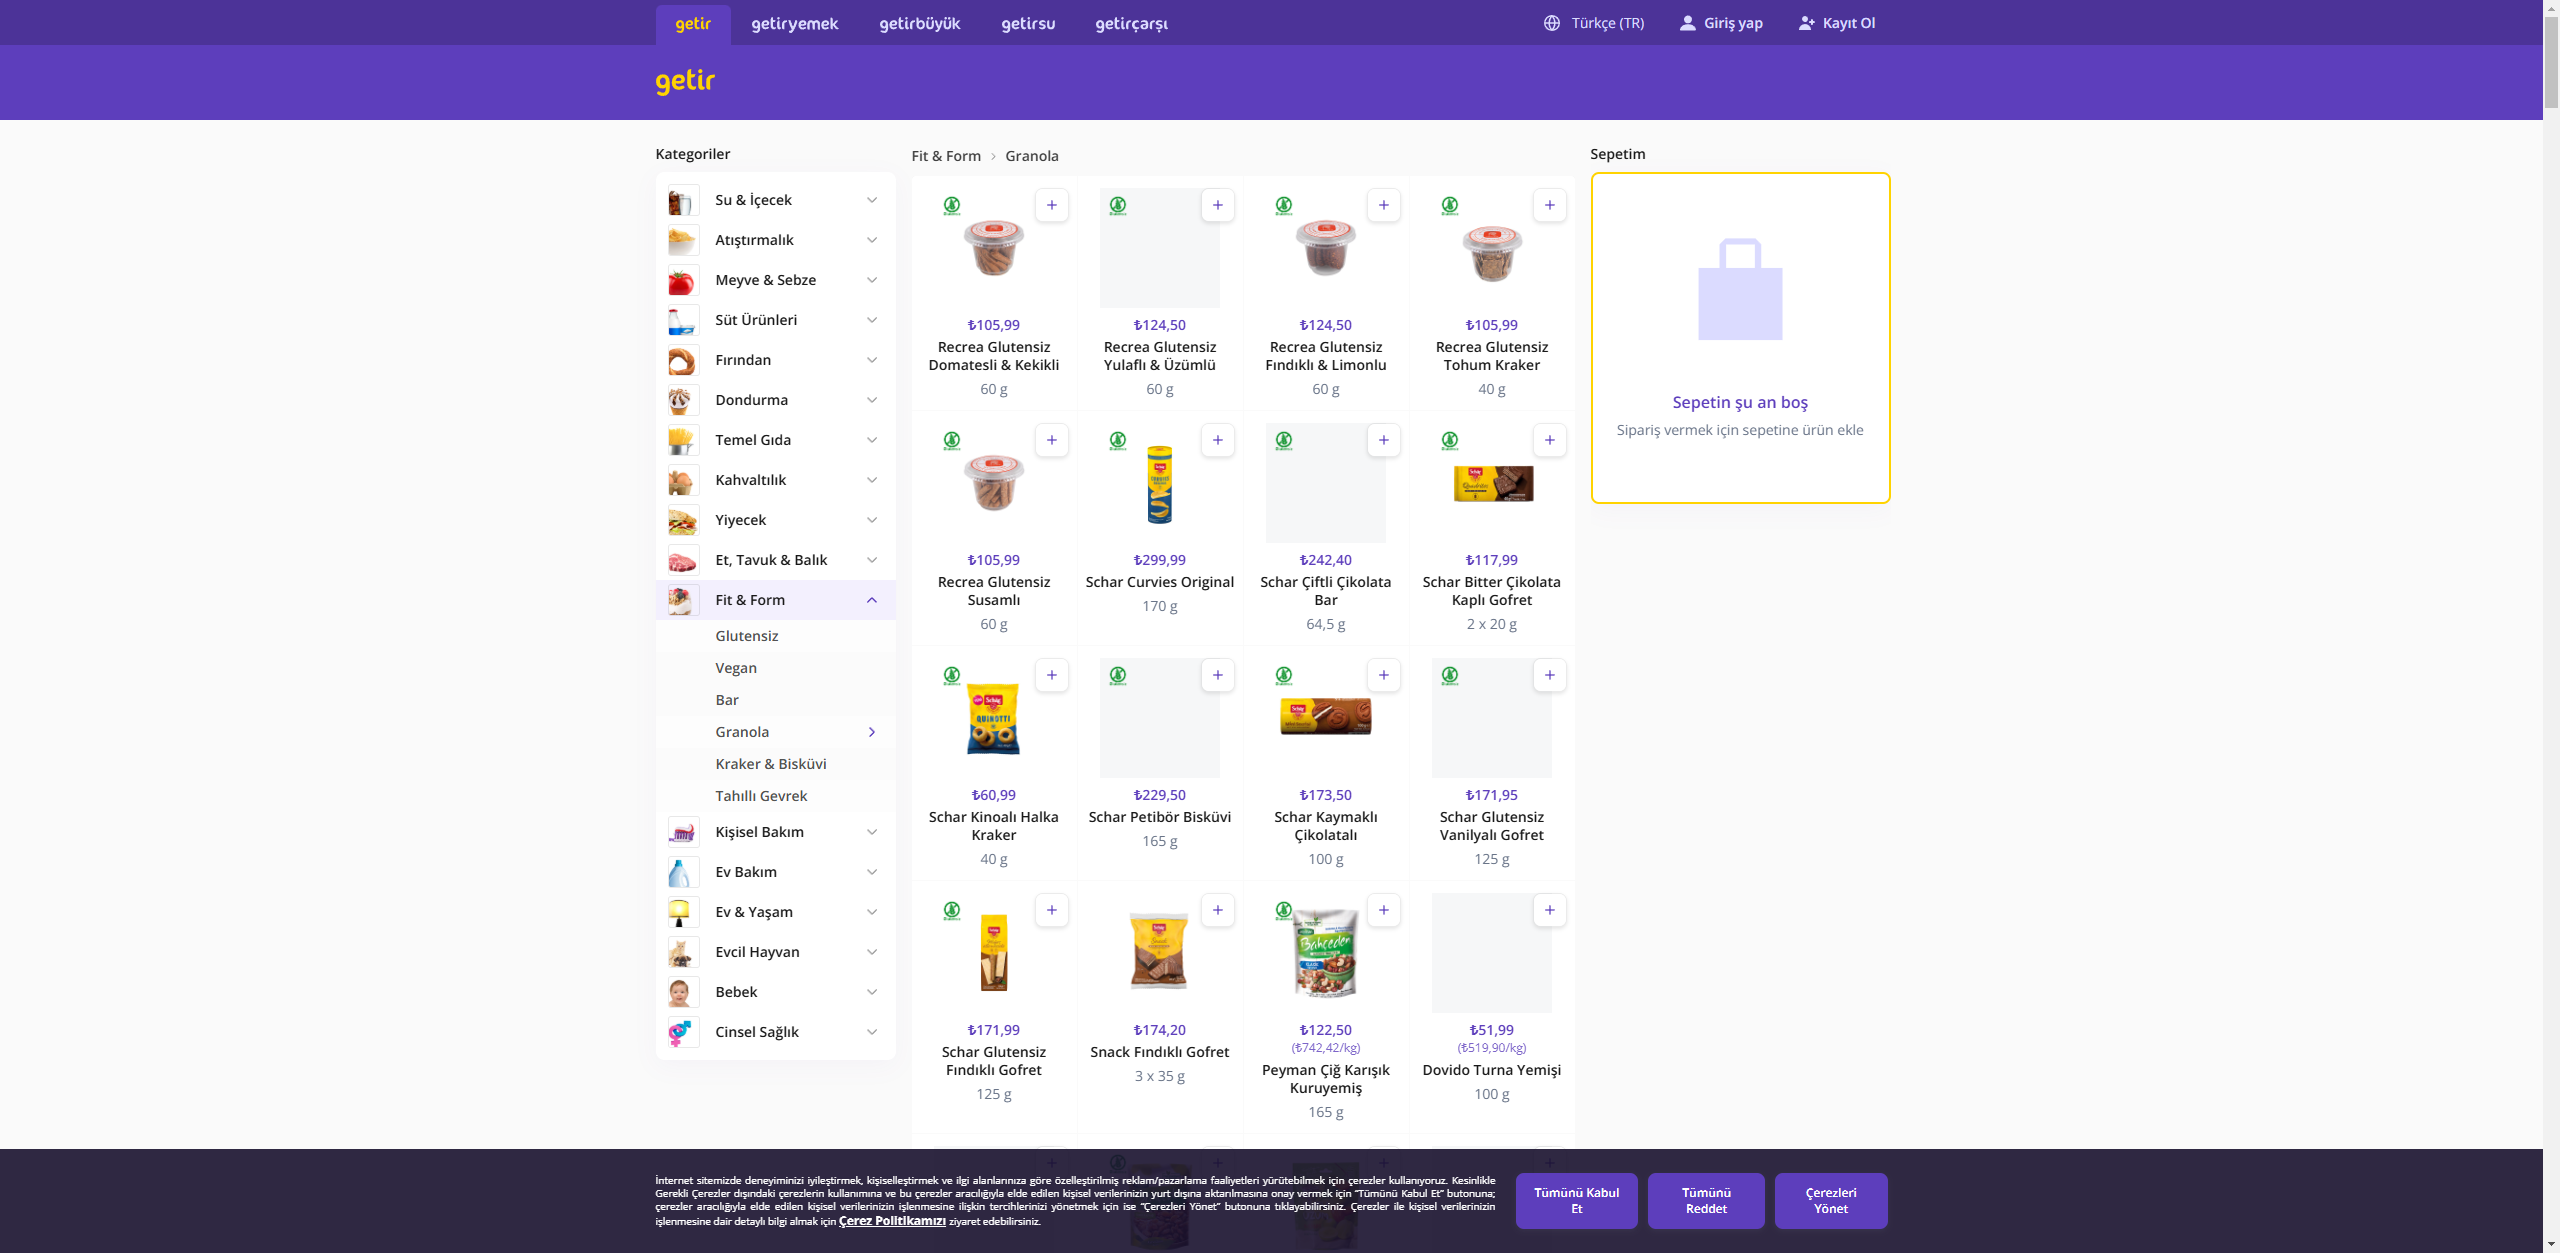 getir
getiryemek
getirbüyük
getirsu
getirçarşı
Türkçe (TR)
Giriş yap
Kayıt Ol
getir
Kategoriler
Su & İçecek
Atıştırmalık
Meyve & Sebze
Süt Ürünleri
Fırından
Dondurma
Temel Gıda
Kahvaltılık
Yiyecek
Et, Tavuk & Balık
Fit & Form
Glutensiz
Vegan
Bar
Granola
Kraker & Bisküvi
Tahıllı Gevrek
Kişisel Bakım
Ev Bakım
Ev & Yaşam
Evcil Hayvan
Bebek
Cinsel Sağlık
Fit & Form
Granola
₺105,99
Recrea Glutensiz
Domatesli & Kekikli
60 g
₺124,50
Recrea Glutensiz
Yulaflı & Üzümlü
60 g
₺124,50
Recrea Glutensiz
Fındıklı & Limonlu
60 g
₺105,99
Recrea Glutensiz
Tohum Kraker
40 g
₺105,99
Recrea Glutensiz
Susamlı
60 g
₺299,99
Schar Curvies Original
170 g
₺242,40
Schar Çiftli Çikolata
Bar
64,5 g
₺117,99
Schar Bitter Çikolata
Kaplı Gofret
2 x 20 g
QUINOTTI
₺60,99
Schar Kinoalı Halka
Kraker
40 g
₺229,50
Schar Petibör Bisküvi
165 g
₺173,50
Schar Kaymaklı
Çikolatalı
100 g
₺171,95
Schar Glutensiz
Vanilyalı Gofret
125 g
₺171,99
Schar Glutensiz
Fındıklı Gofret
125 g
₺174,20
Snack Fındıklı Gofret
3 x 35 g
Bahçeden
₺122,50
(₺742,42/kg)
Peyman Çiğ Karışık
Kuruyemiş
165 g
₺51,99
(₺519,90/kg)
Dovido Turna Yemişi
100 g
Sepetim
Sepetin şu an boş
Sipariş vermek için sepetine ürün ekle
İnternet sitemizde deneyiminizi iyileştirmek, kişiselleştirmek ve ilgi alanlarınıza göre özelleştirilmiş reklam/pazarlama faaliyetleri yürütebilmek için çerezler kullanıyoruz. Kesinlikle
Gerekli Çerezler dışındaki çerezlerin kullanımına ve bu çerezler aracılığıyla elde edilen kişisel verilerinizin yurt dışına aktarılmasına onay vermek için “Tümünü Kabul Et” butonuna;
çerezler aracılığıyla elde edilen kişisel verilerinizin işlenmesine ilişkin tercihlerinizi yönetmek için ise “Çerezleri Yönet” butonuna tıklayabilirsiniz. Çerezler ile kişisel verilerinizin
işlenmesine dair detaylı bilgi almak için Çerez Politikamızı ziyaret edebilirsiniz.
Tümünü Kabul
Et
Tümünü
Reddet
Çerezleri
Yönet